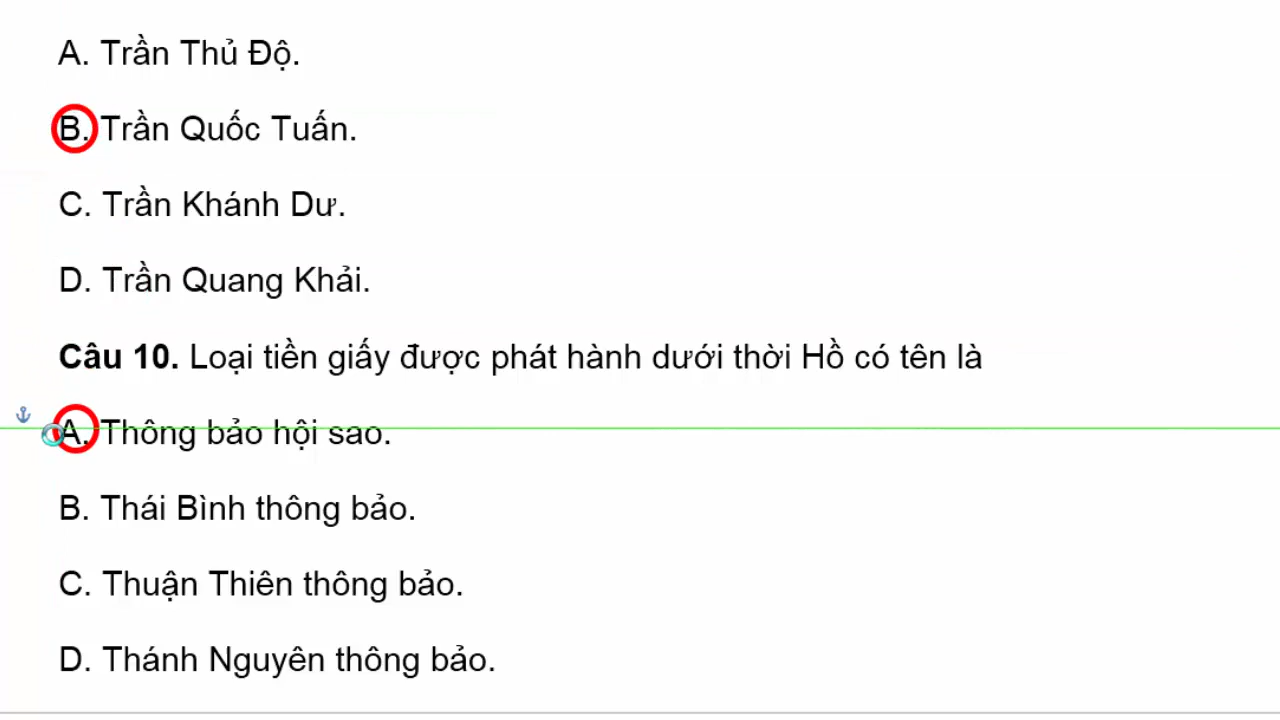 A. Trần Thủ Độ.
B. Trần Quốc Tuấn.
C. Trần Khánh Dư.
D. Trần Quang Khải.
Câu 10. Loại tiền giấy được phát hành dưới thời Hồ có tên là
A. Thông bảo hội sao.
B. Thái Bình thông bảo.
C. Thuận Thiên thông bảo.
D. Thánh Nguyên thông bảo.